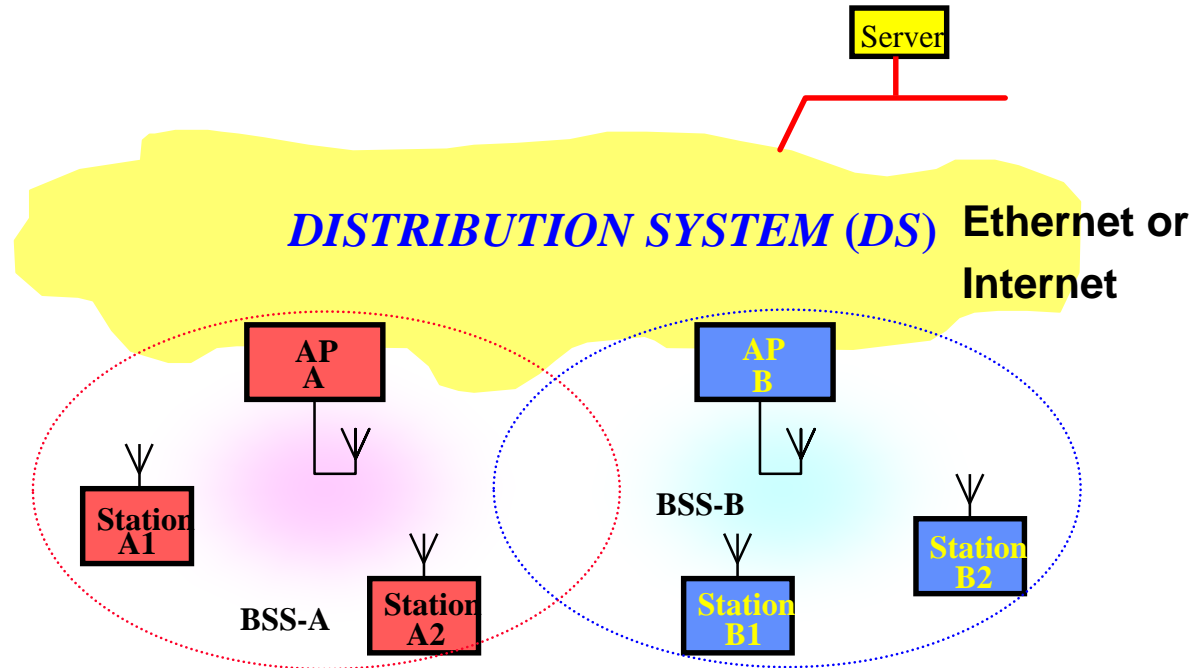 Server
DISTRIBUTION SYSTEM (DS)
Ethernet or
Internet
AP
A
AP
B
Station
A1
BSS-A
Station
A2
BSS-B
Station
B1
Station
B2